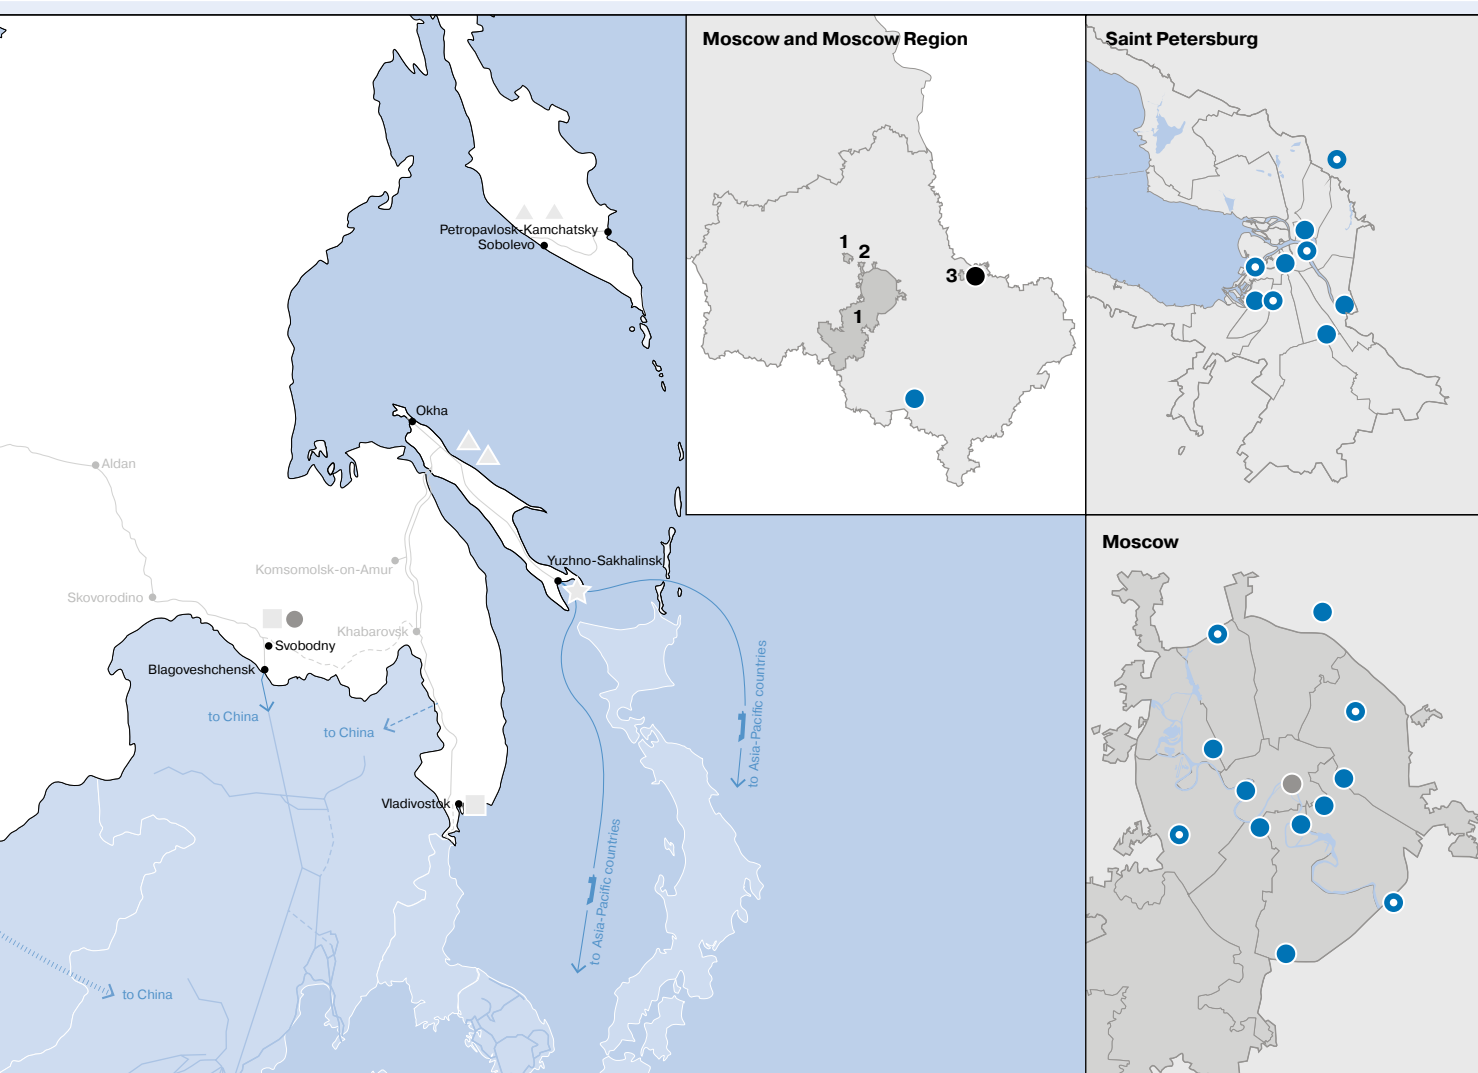 Moscow and Moscow Region
Saint Petersburg
1
2
3
1
Petropavlosk-Kamchatsky
Sobolevo
Okha
Aldan
Moscow
Yuzhno-Sakhalinsk
Komsomolsk-on-Amur
Skovorodino
Khabarovsk
Svobodny
Blagoveshchensk
to China
to China
to Asia-Pacific countries
Vladivostok
to Asia-Pacific countries
to China